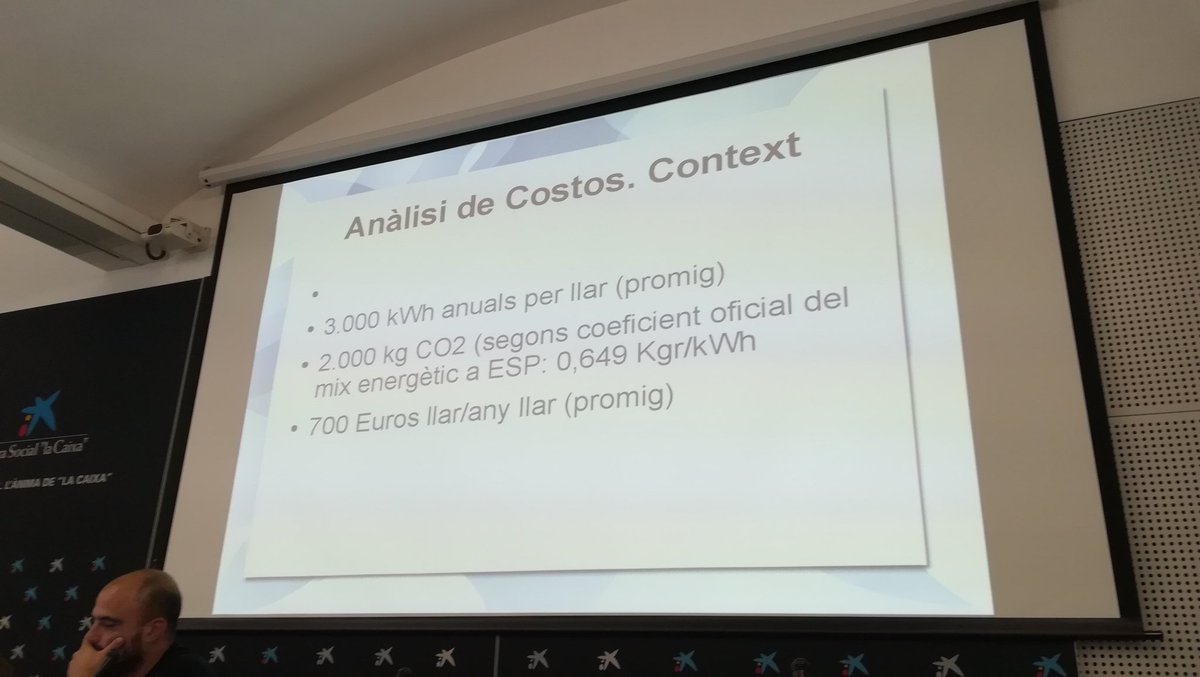 Anàlisi de Costos. Context
•
• 3.000 kWh anuals per llar (promig)
• 2.000 kg CO2 (segons coeficient oficial del
mix energètic a ESP: 0,649 Kgr/kWh
• 700 Euros llar/any llar (promig)
a Social "la Caixa"
L'ÀNIMA DE "LA CAIXA"